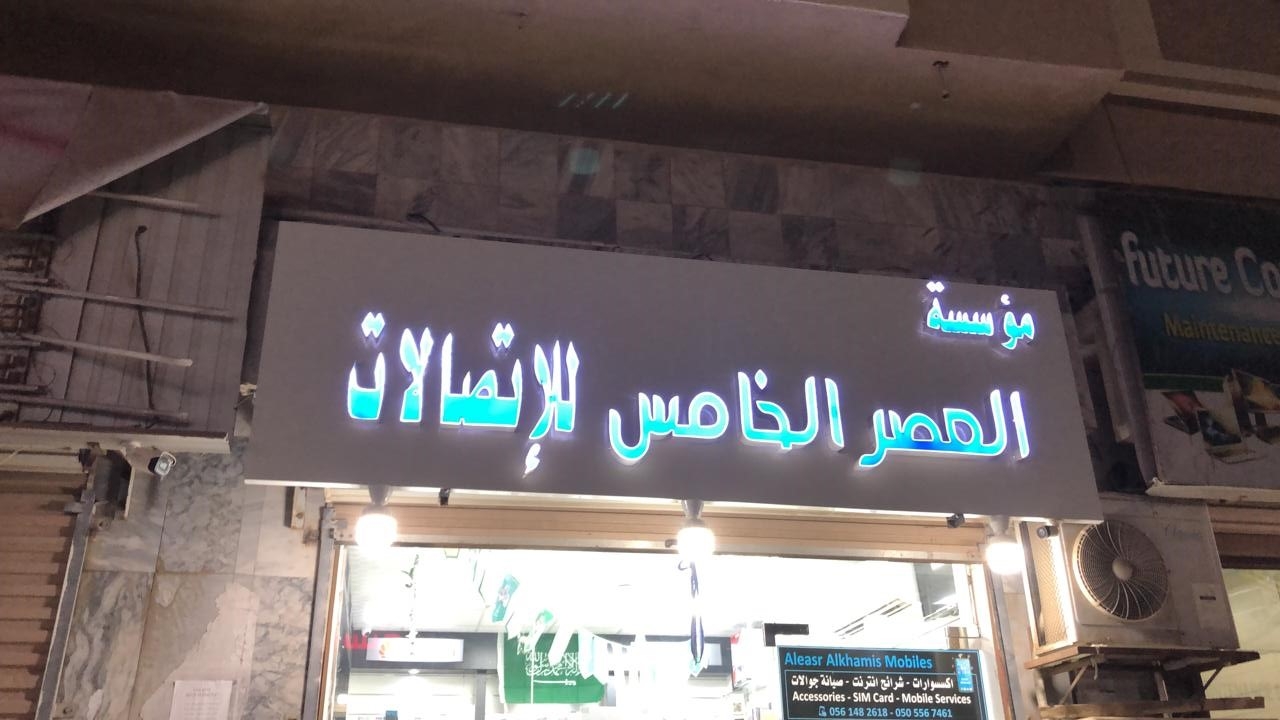 مؤسسة
العصر الخامس للإتصالات
future Co
Maintenance
Aleasr Alkhamis Mobiles
اكسسوارات - شرائح انترنت - صيانة جوالات
Accessories - SIM Card - Mobile Services
056 148 2618 - 050 556 7461